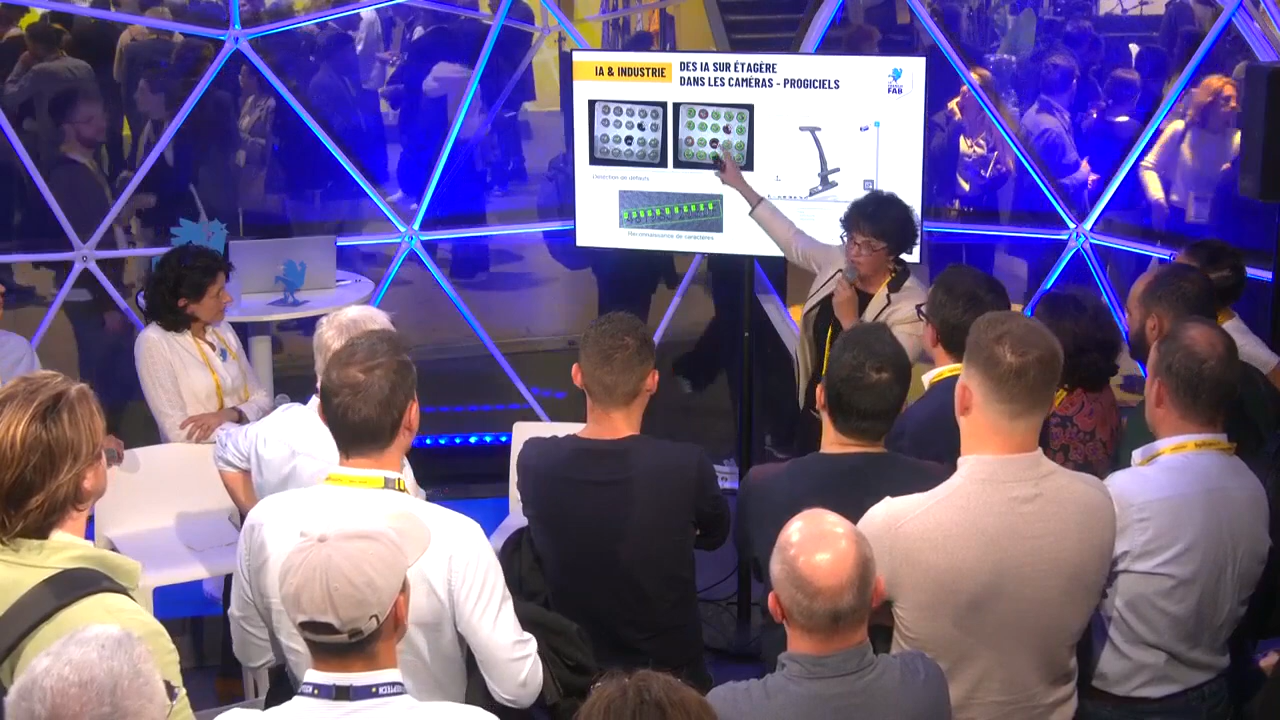 IA & INDUSTRIE
DES IA SUR ÉTAGÈRE
DANS LES CAMÉRAS - PROGICIELS
FAB
Détection de défauts
Reconnaissance de caractères